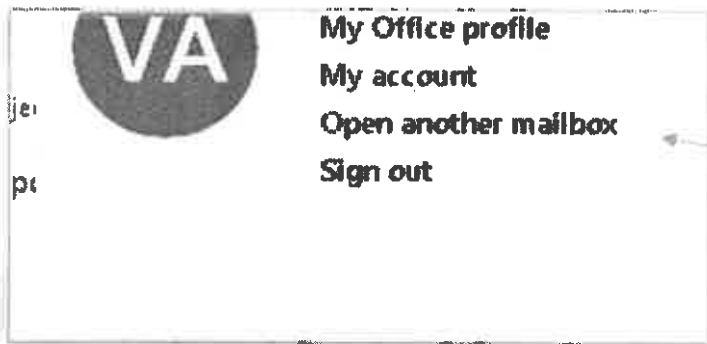 VA
My Office profile
My account
Open another mailbox
Sign out